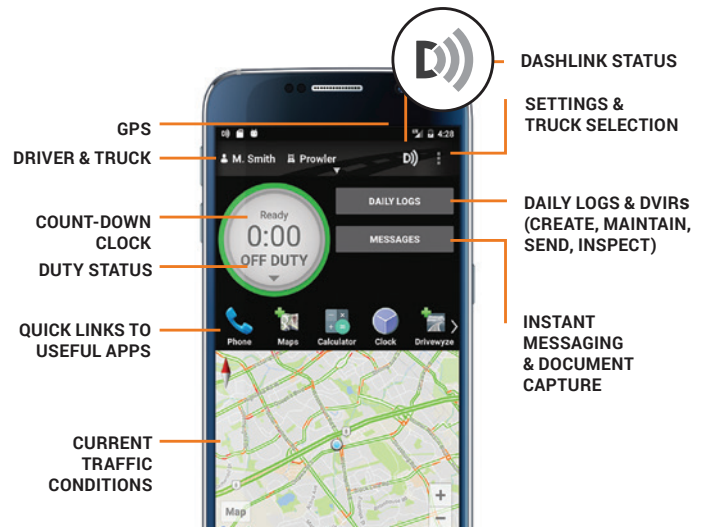 D
DASHLINK STATUS
SETTINGS &
TRUCK SELECTION
GPS
DRIVER & TRUCK
4:28
M. Smith Prowler
D
Ready
0:00
OFF DUTY
DAILY LOGS
MESSAGES
COUNT-DOWN
CLOCK
DUTY STATUS
DAILY LOGS & DVIRs
(CREATE, MAINTAIN,
SEND, INSPECT)
QUICK LINKS TO
USEFUL APPS
Phone Maps Calculator Clock Drivewyze
INSTANT
MESSAGING
& DOCUMENT
CAPTURE
CURRENT
TRAFFIC
CONDITIONS
Map
+
−